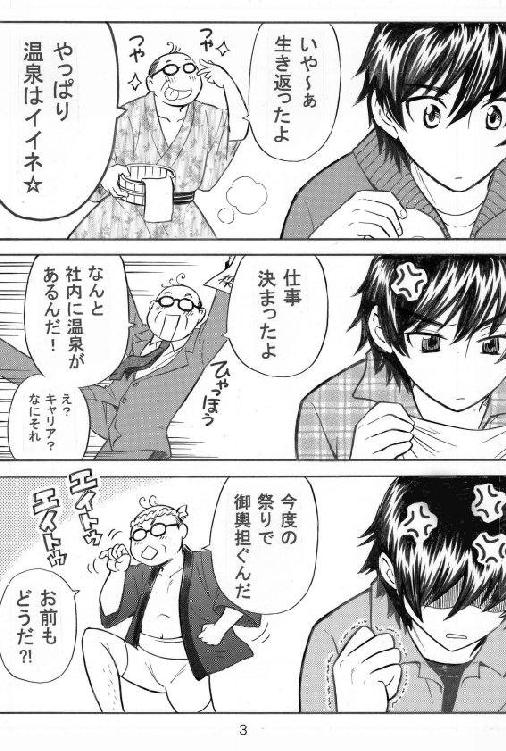 いや～ぁ
生き返ったよ
つや
つや
やっぱり
温泉はイイネ☆
仕事
決まったよ
ひゃっほぅ
なんと
社内に温泉が
あるんだ！
え？
キャリア？
なにそれ
今度の
祭りで
御輿担ぐんだ
エイトゥ
エイトゥ
お前も
どうだ?!
3